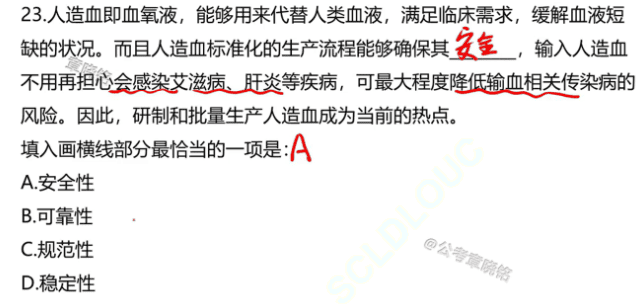 23.人造血即血氧液，能够用来代替人类血液，满足临床需求，缓解血液短
缺的状况。而且人造血标准化的生产流程能够确保其安全，输入人造血
不用再担心会感染艾滋病、肝炎等疾病，可最大程度降低输血相关传染病的
风险。因此，研制和批量生产人造血成为当前的热点。
填入画横线部分最恰当的一项是：A
A.安全性
B.可靠性
C.规范性
D.稳定性
章晓铭
@公考章晓铭
SCLDLOUC